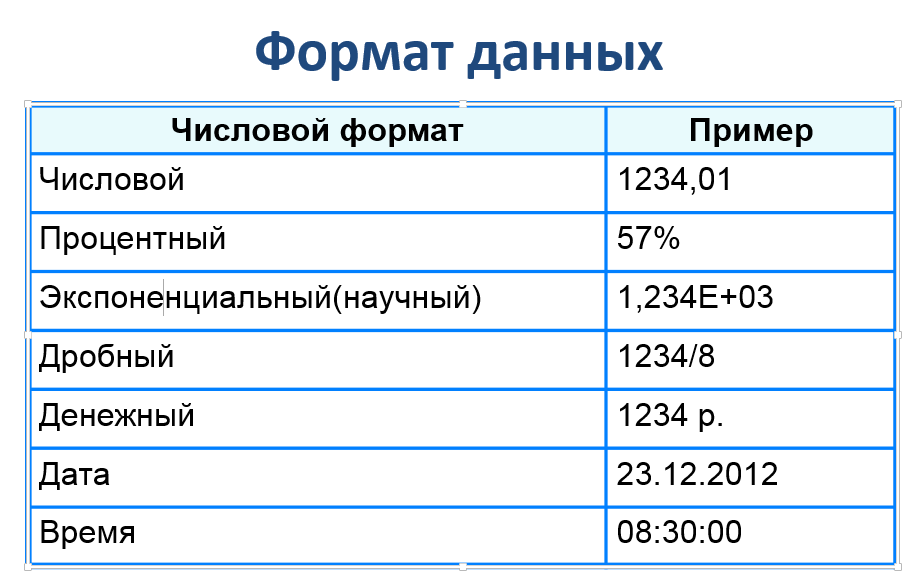 Формат данных
Числовой формат Пример
Числовой 1234,01
Процентный 57%
Экспоненциальный(научный) 1,234E+03
Дробный 1234/8
Денежный 1234 р.
Дата 23.12.2012
Время 08:30:00